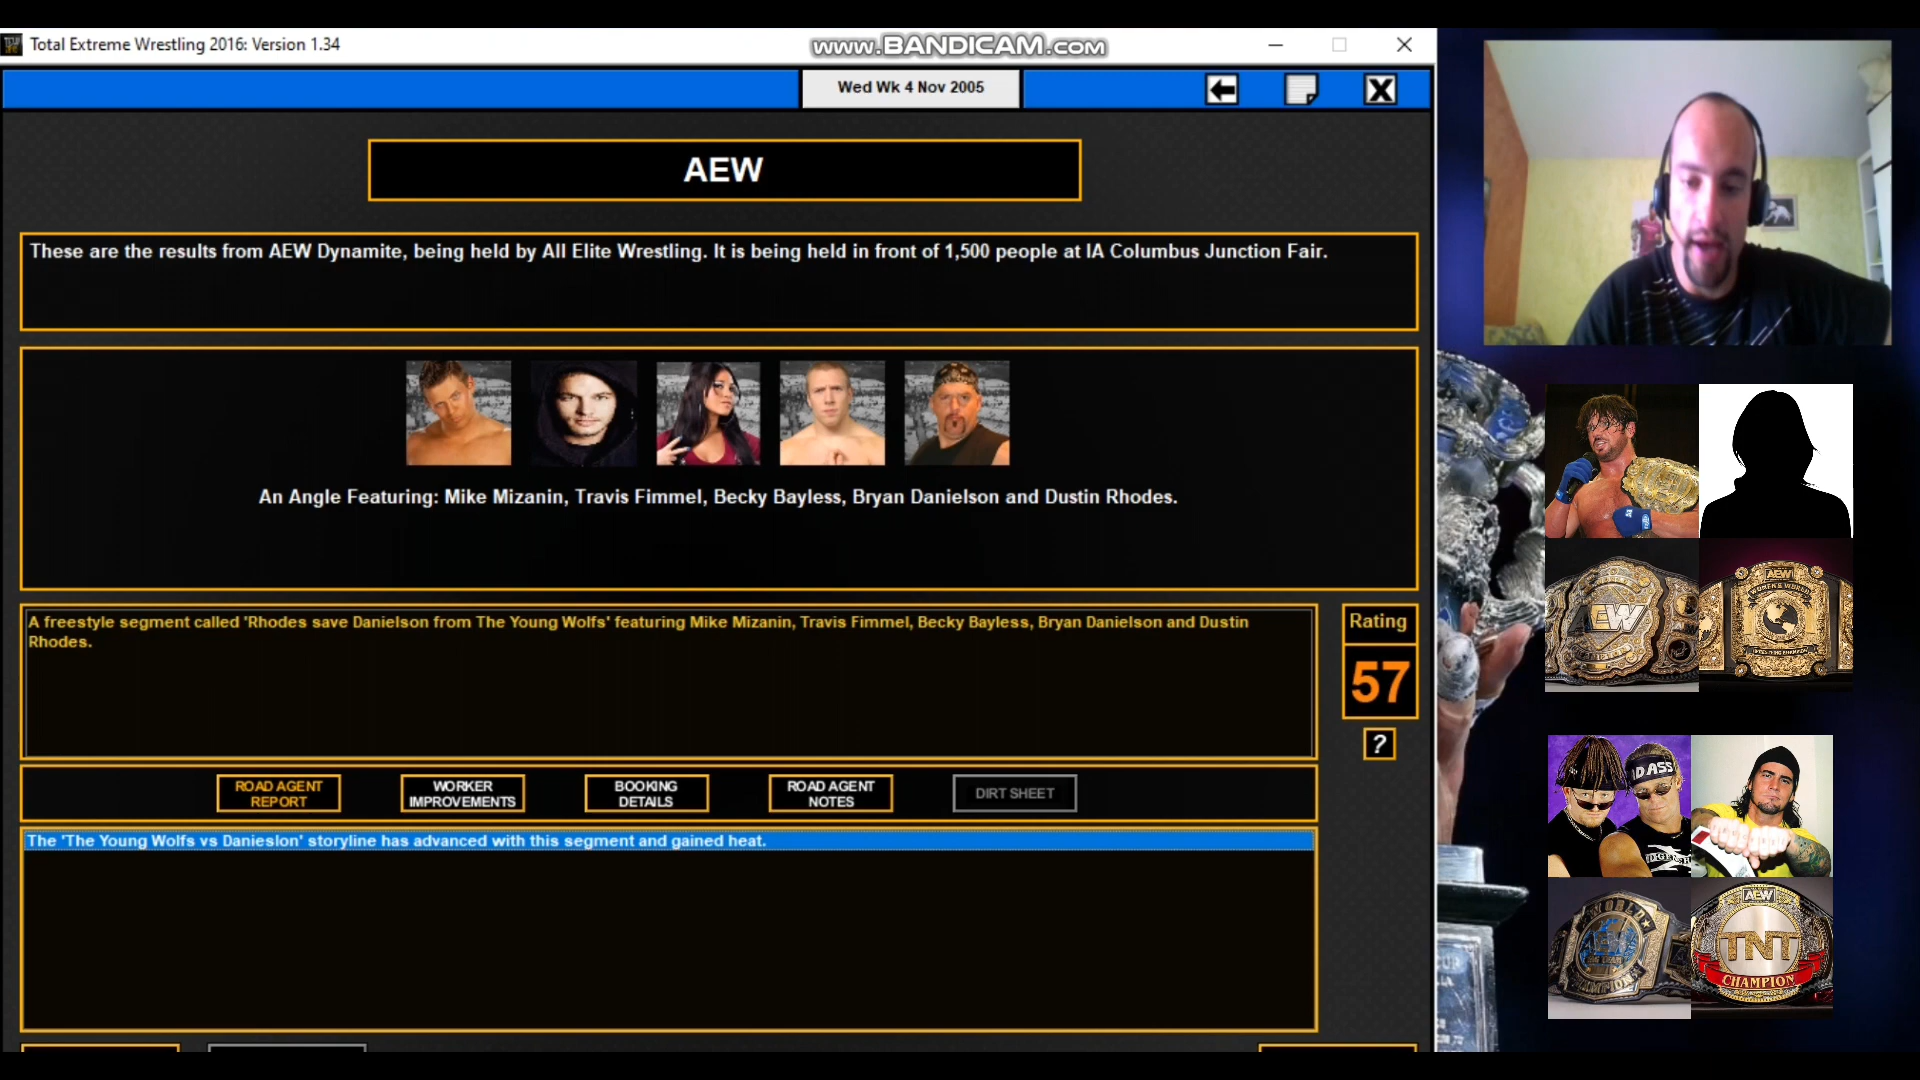 Total Extreme Wrestling 2016: Version 1.34
www.BANDICAM.com
Wed Wk 4 Nov 2005
AEW
These are the results from AEW Dynamite, being held by All Elite Wrestling. It is being held in front of 1,500 people at IA Columbus Junction Fair.
An Angle Featuring: Mike Mizanin, Travis Fimmel, Becky Bayless, Bryan Danielson and Dustin Rhodes.
A freestyle segment called 'Rhodes save Danielson from The Young Wolfs' featuring Mike Mizanin, Travis Fimmel, Becky Bayless, Bryan Danielson and Dustin
Rhodes.
Rating
57
?
ROAD AGENT
REPORT
WORKER
IMPROVEMENTS
BOOKING
DETAILS
ROAD AGENT
NOTES
DIRT SHEET
The 'The Young Wolfs vs Danieslon' storyline has advanced with this segment and gained heat.
AEW
AEW
WOMEN'S WORLD
WORLD
AEW
TNT
CHAMPION